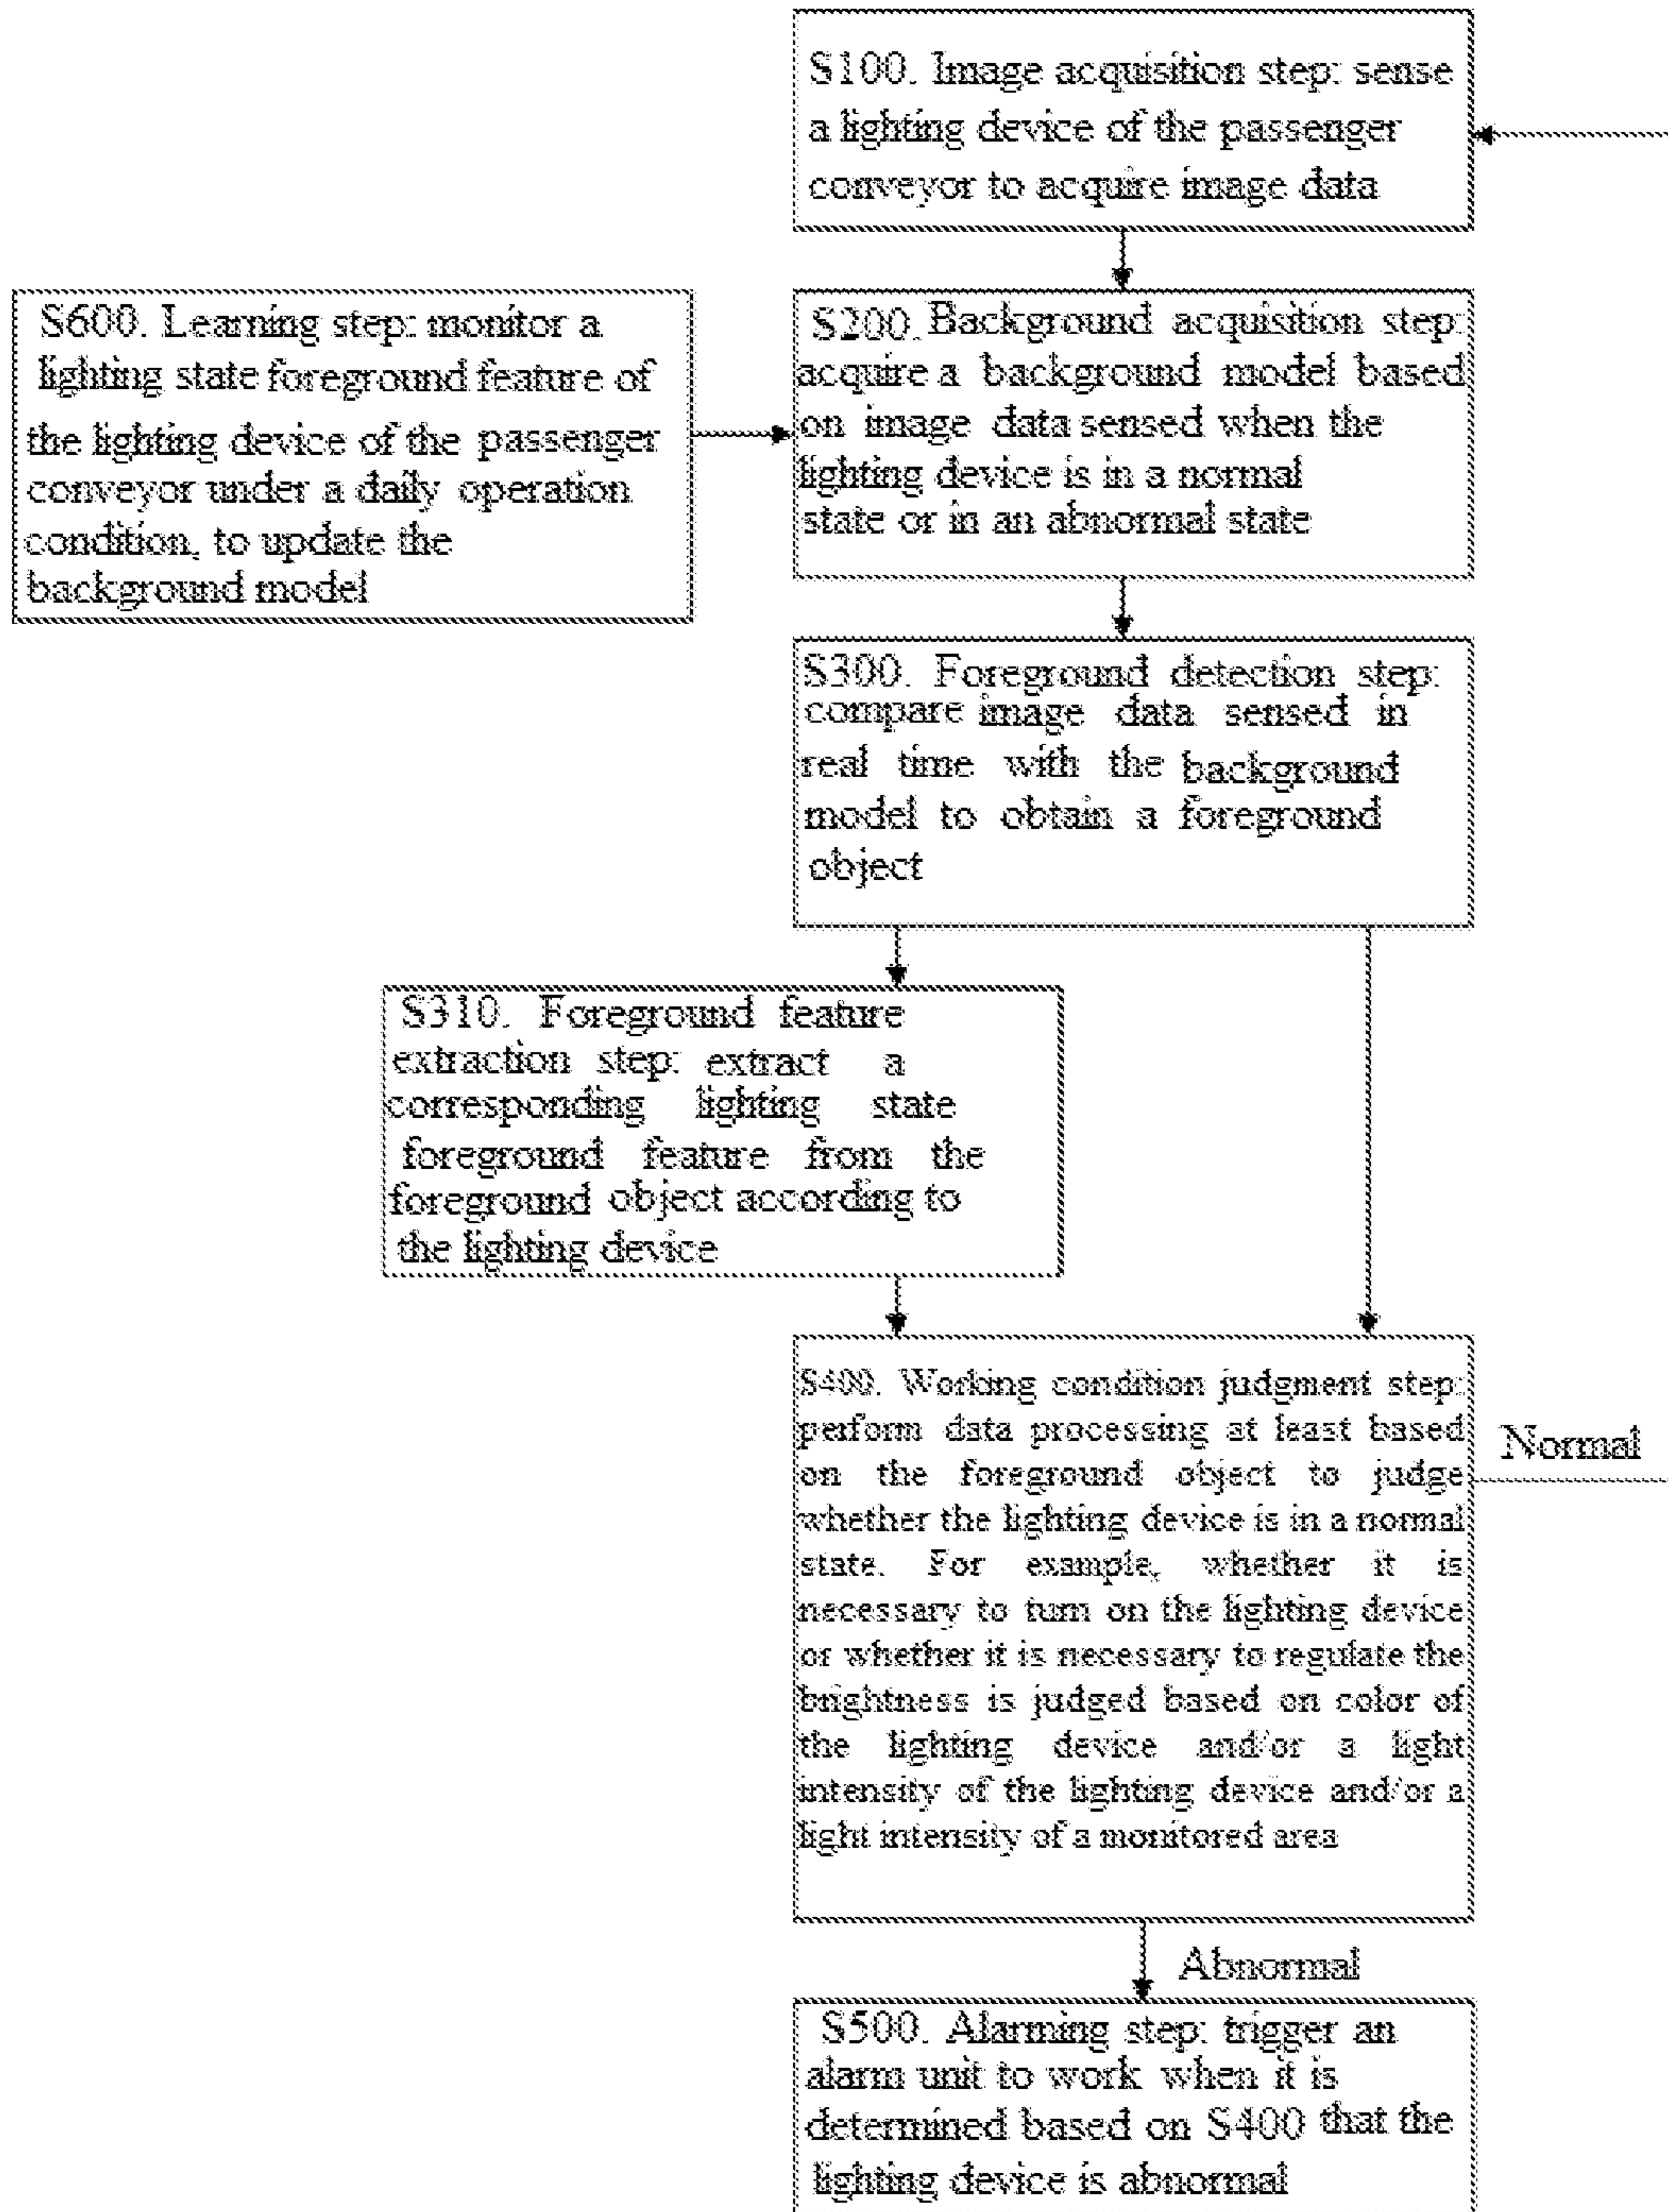 S100. Image acquisition step: sense
a lighting device of the passenger
conveyor to acquire image data
S600. Learning step: monitor a
lighting state foreground feature of
the lighting device of the passenger
conveyor under a daily operation
condition, to update the
background model
S200. Background acquisition step:
acquire a background model based
on image data sensed when the
lighting device is in a normal
state or in an abnormal state
S300. Foreground detection step:
compare image data sensed in
real time with the background
model to obtain a foreground
object
S310. Foreground feature
extraction step: extract a
corresponding lighting state
foreground feature from the
foreground object according to
the lighting device
S400. Working condition judgment step:
perform data processing at least based
on the foreground object to judge
whether the lighting device is in a normal
state. For example, whether it is
necessary to turn on the lighting device
or whether it is necessary to regulate the
brightness is judged based on color of
the lighting device and/or a light
intensity of the lighting device and/or a
light intensity of a monitored area
Normal
Abnormal
S500. Alarming step: trigger an
alarm unit to work when it is
determined based on S400 that the
lighting device is abnormal